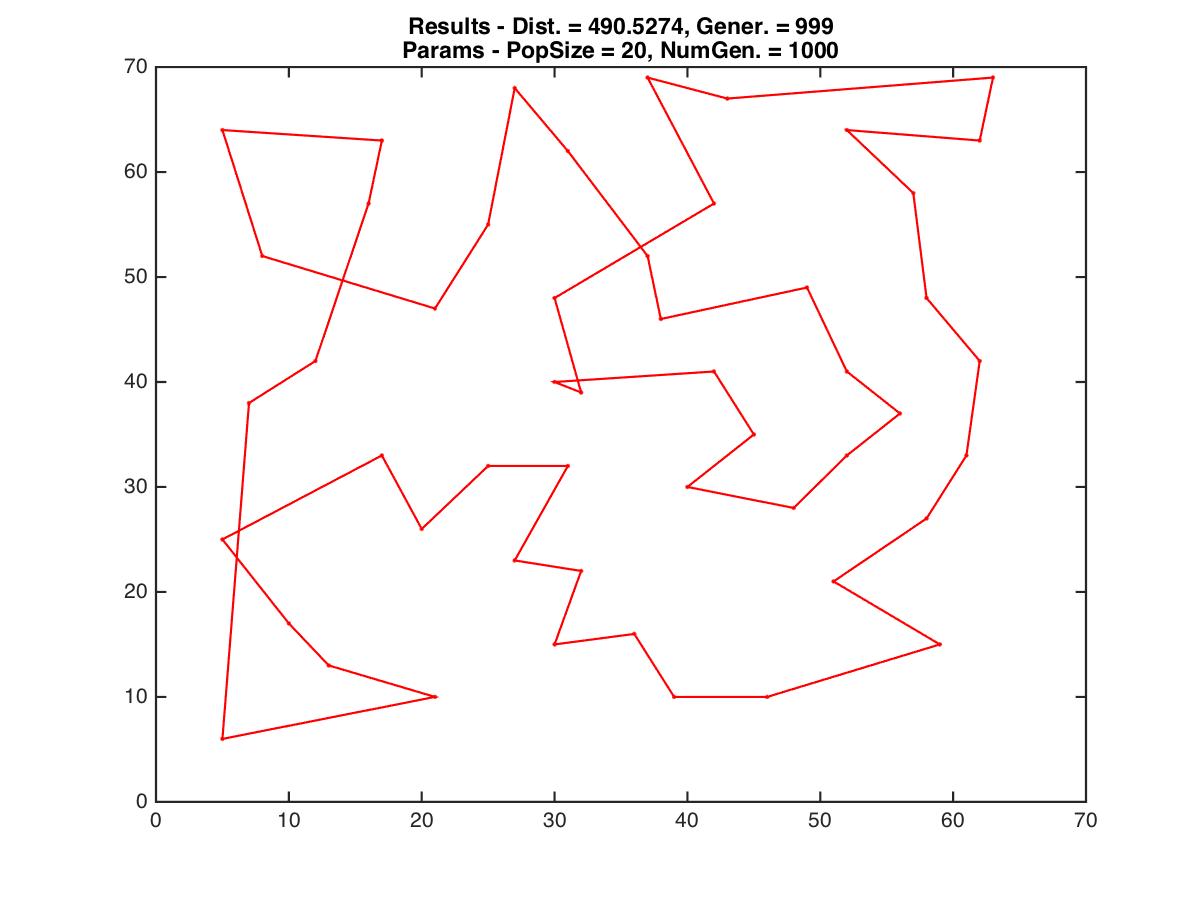 Results - Dist. = 490.5274, Gener. = 999
Params - PopSize = 20, NumGen. = 1000
70
60
50
40
30
20
10
0
0 10 20 30 40 50 60 70